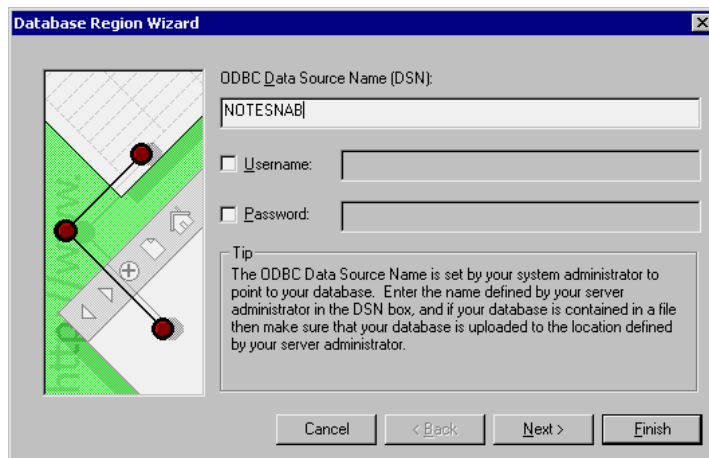 Database Region Wizard
ODBC Data Source Name (DSN):
NOTESNAB
Username:
Password:
Tip
The ODBC Data Source Name is set by your system administrator to
point to your database. Enter the name defined by your server
administrator in the DSN box, and if your database is contained in a file
then make sure that your database is uploaded to the location defined
by your server administrator.
http://www.
Cancel
< Back
Next >
Finish